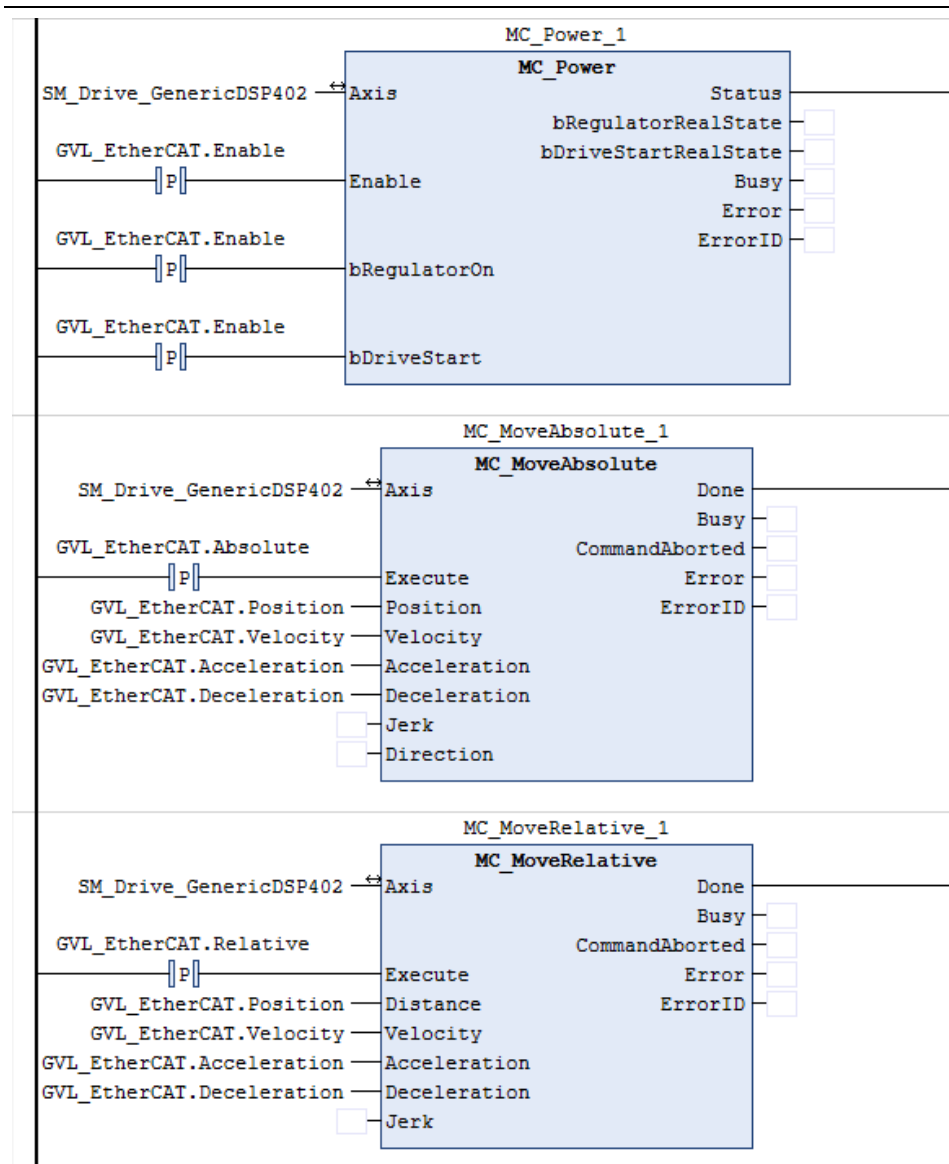 MC_Power_1
MC_Power
SM_Drive_GenericDSP402 Axis Status
bRegulatorRealState
GVL_EtherCAT.Enable bDriveStartRealState
P Enable Busy
Error
GVL_EtherCAT.Enable ErrorID
P bRegulatorOn
GVL_EtherCAT.Enable
P bDriveStart
MC_MoveAbsolute_1
MC_MoveAbsolute
SM_Drive_GenericDSP402 Axis Done
Busy
GVL_EtherCAT.Absolute CommandAborted
P Execute Error
GVL_EtherCAT.Position Position ErrorID
GVL_EtherCAT.Velocity Velocity
GVL_EtherCAT.Acceleration Acceleration
GVL_EtherCAT.Deceleration Deceleration
Jerk
Direction
MC_MoveRelative_1
MC_MoveRelative
SM_Drive_GenericDSP402 Axis Done
Busy
GVL_EtherCAT.Relative CommandAborted
P Execute Error
GVL_EtherCAT.Position Distance ErrorID
GVL_EtherCAT.Velocity Velocity
GVL_EtherCAT.Acceleration Acceleration
GVL_EtherCAT.Deceleration Deceleration
Jerk